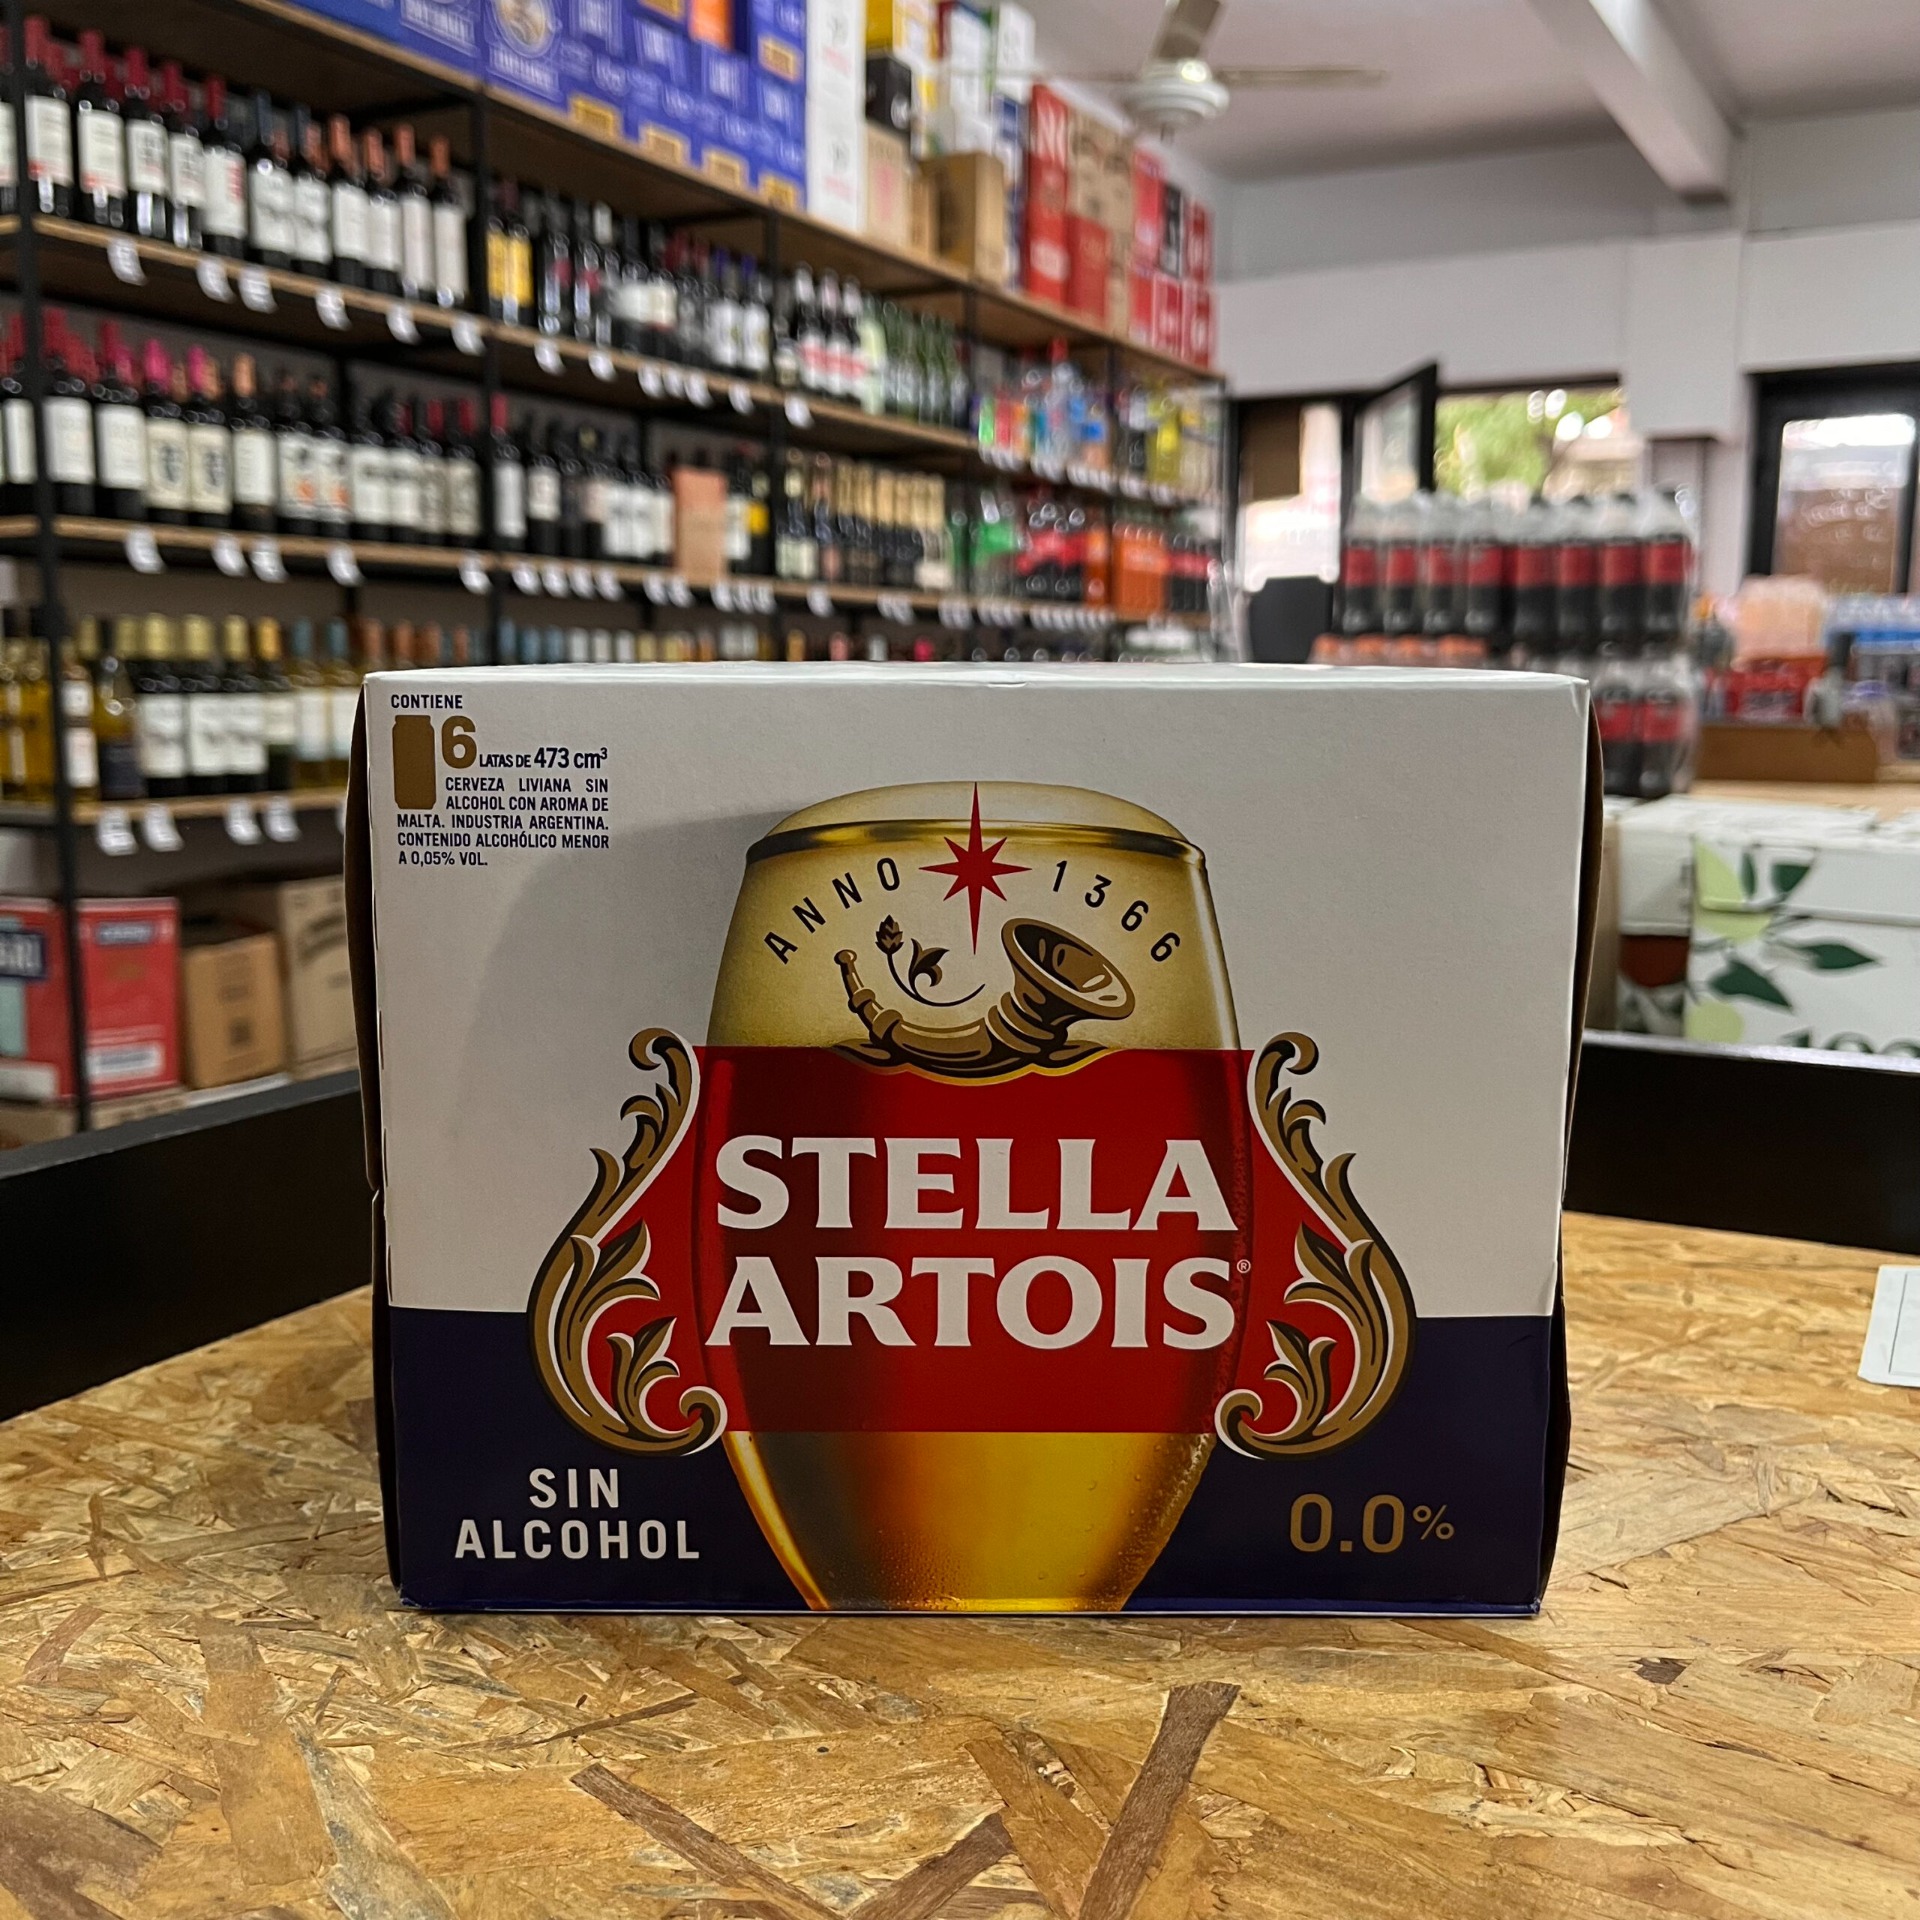 CONTIENE
6 LATAS DE 473 cm³
CERVEZA LIVIANA SIN
ALCOHOL CON AROMA DE
MALTA. INDUSTRIA ARGENTINA.
CONTENIDO ALCOHÓLICO MENOR
A 0,05% VOL.
ANNO 1366
STELLA
ARTOIS®
SIN
ALCOHOL
0.0%